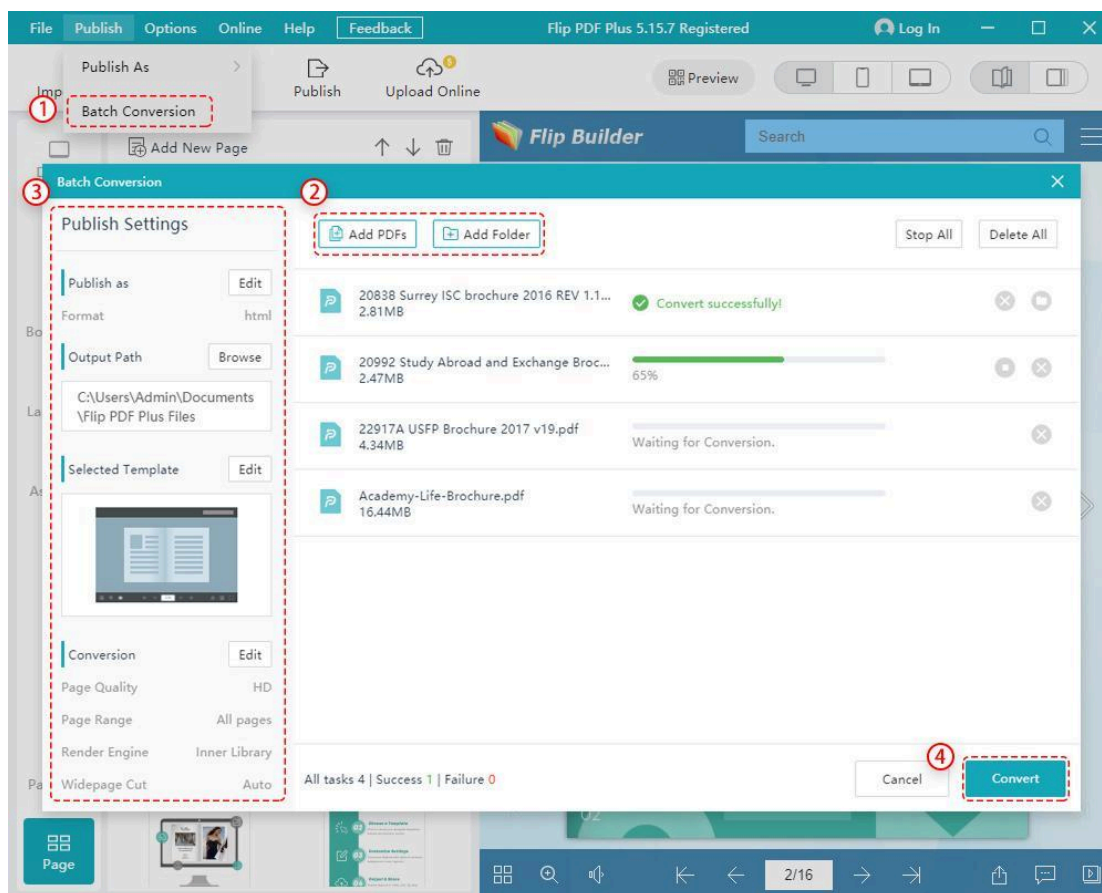 File Publish Options Online Help Feedback Flip PDF Plus 5.15.7 Registered Log In
Publish As
Publish Upload Online Preview
Imp
1 Batch Conversion
Add New Page
Flip Builder Search
3 Batch Conversion
2
Publish Settings
Add PDFs Add Folder Stop All Delete All
Publish as Edit
Format html
Output Path Browse
C:\Users\Admin\Documents
\Flip PDF Plus Files
Selected Template Edit
Conversion Edit
Page Quality HD
Page Range All pages
Render Engine Inner Library
Widepage Cut Auto
20838 Surrey ISC brochure 2016 REV 1.1...
2.81MB
Convert successfully!
20992 Study Abroad and Exchange Broc...
2.47MB
65%
22917A USFP Brochure 2017 v19.pdf
4.34MB
Waiting for Conversion.
Academy-Life-Brochure.pdf
16.44MB
Waiting for Conversion.
All tasks 4 | Success 1 | Failure 0
Cancel
4
Convert
Bo
La
Pa
02
Page
2/16